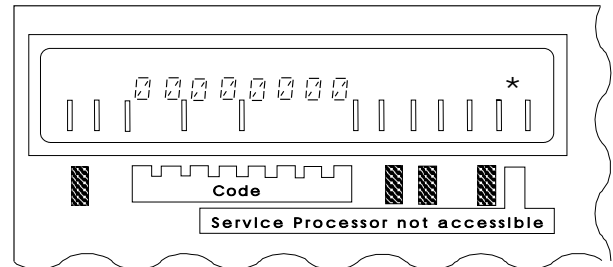 00000000 *
Code
Service Processor not accessible